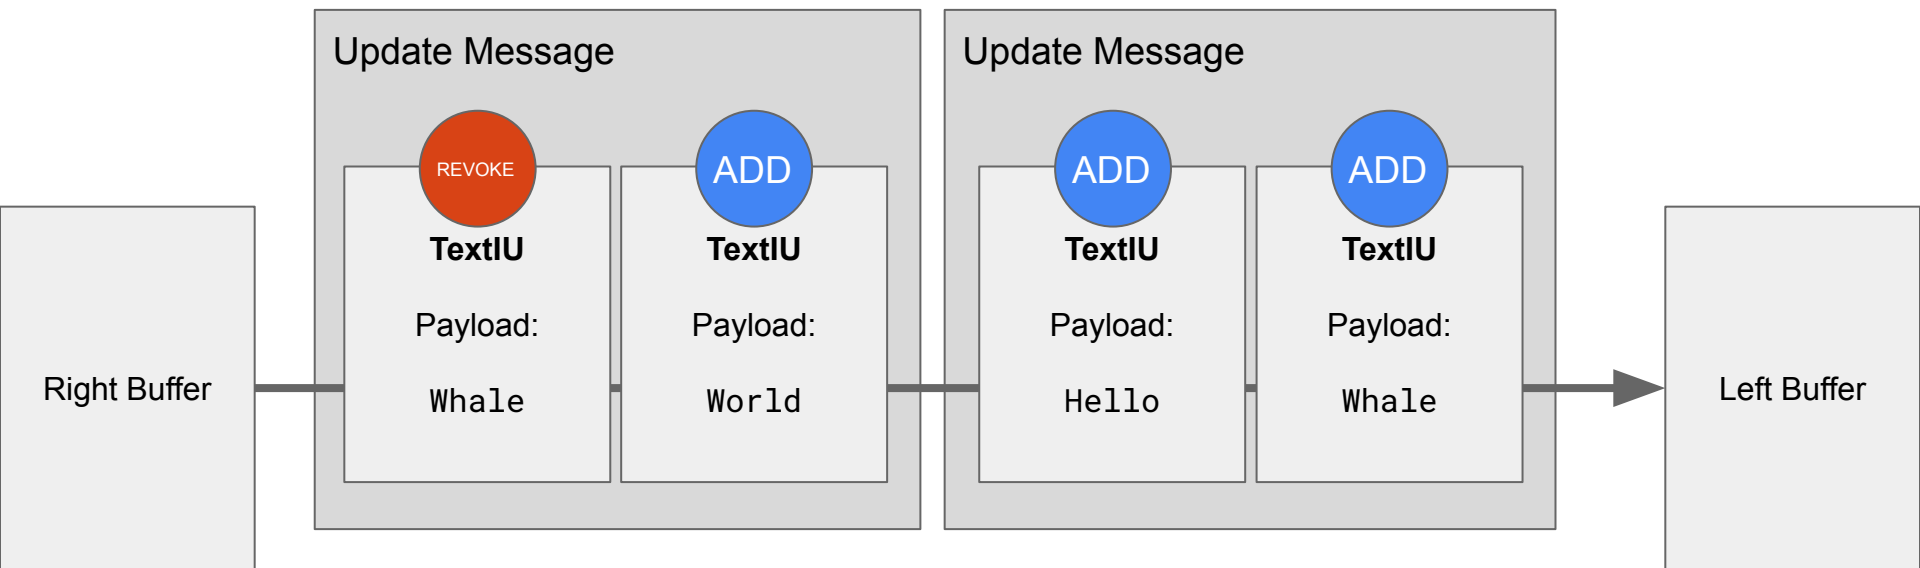 Right Buffer
Update Message
REVOKE
TextIU
Payload:
Whale
ADD
TextIU
Payload:
World
Update Message
ADD
TextIU
Payload:
Hello
ADD
TextIU
Payload:
Whale
Left Buffer